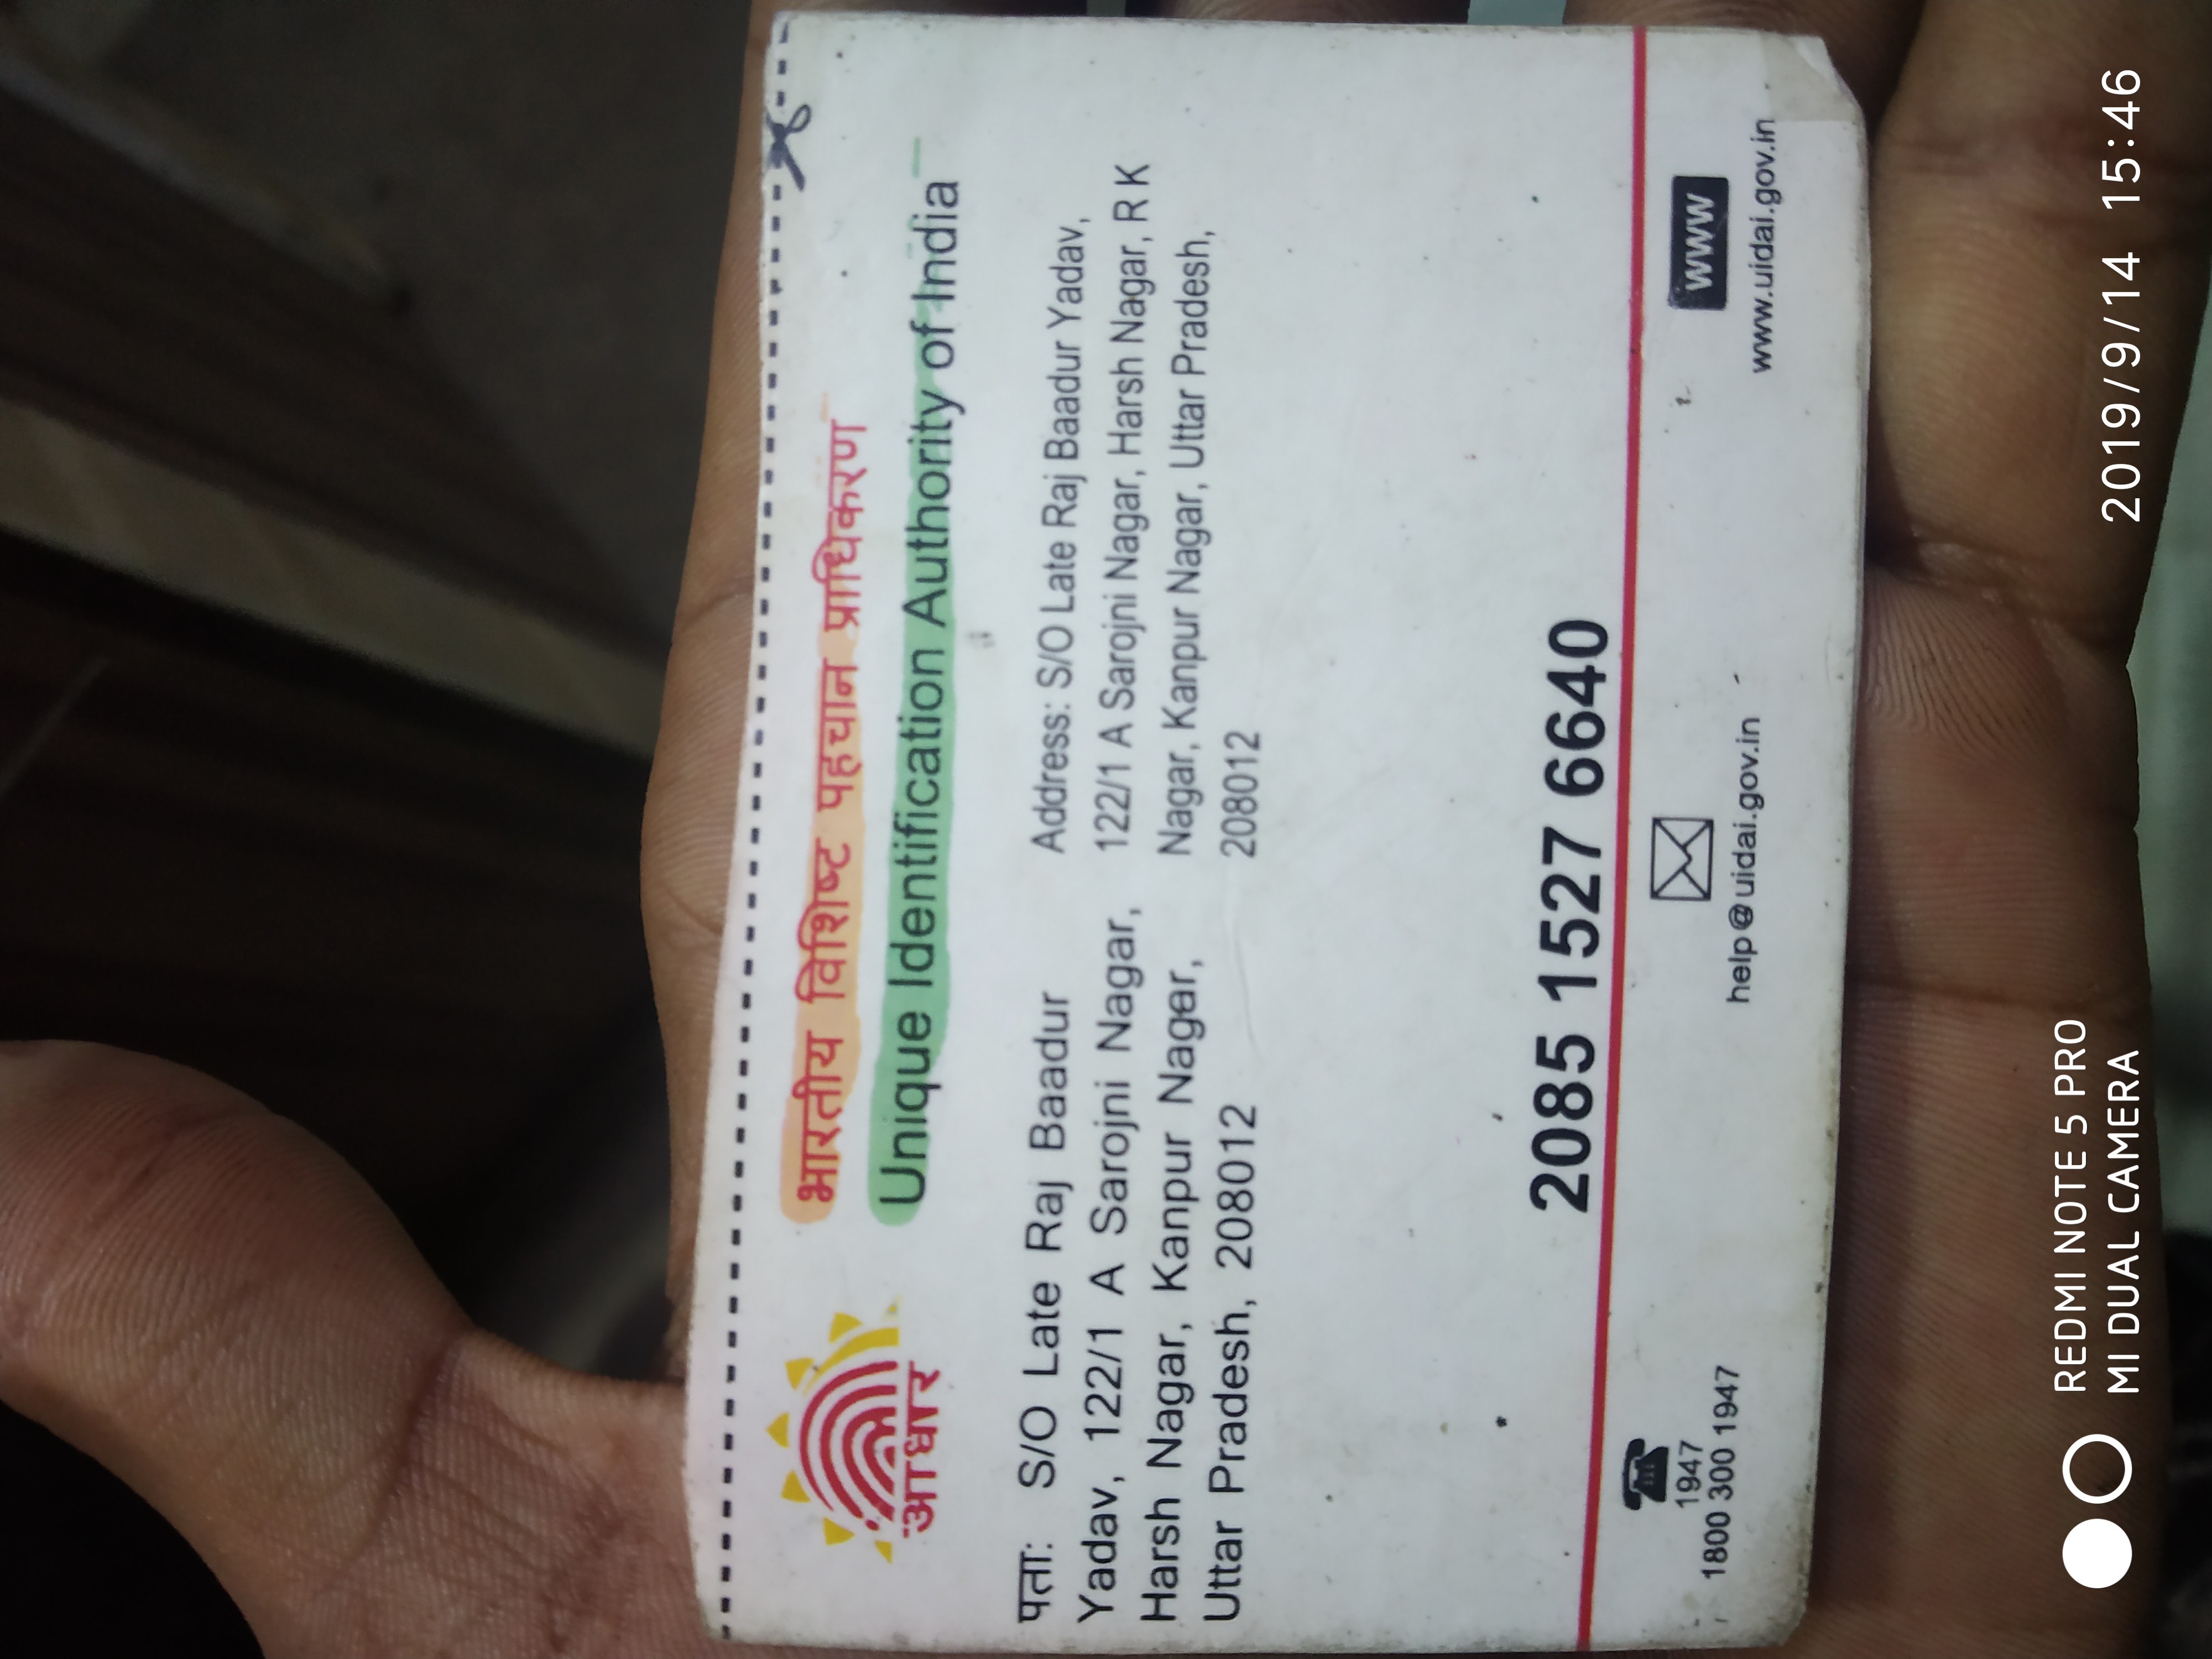 भारतीय विशिष्ट पहचान प्राधिकरण
Unique Identification Authority of India
आधार
पता: S/O Late Raj Baadur
Yadav, 122/1 A Sarojni Nagar,
Harsh Nagar, Kanpur Nager,
Uttar Pradesh, 208012
Address: S/O Late Raj Baadur Yadav,
122/1 A Sarojni Nagar, Harsh Nagar, R K
Nagar, Kanpur Nagar, Uttar Pradesh,
208012
2085 1527 6640
1947
1800 300 1947
help@uidai.gov.in
WWW
www.uidai.gov.in
REDMI NOTE 5 PRO
MI DUAL CAMERA
2019/9/14 15:46